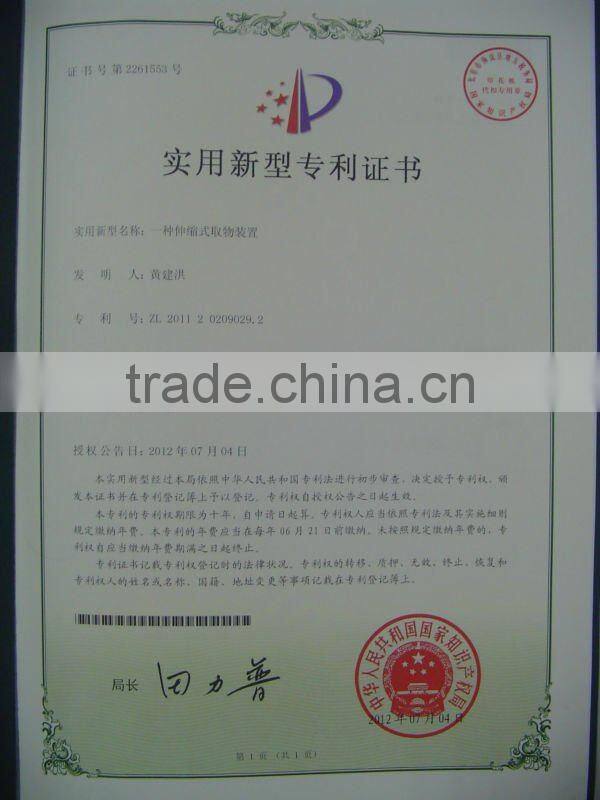 证书号第2261553号
印花税
代扣专用章
实用新型专利证书
实用新型名称：一种伸缩式取物装置
发明人：黄建洪
专利号：ZL 2011 2 0209029.2
trade.china.cn
授权公告日：2012年07月04日
本实用新型经过本局依照中华人民共和国专利法进行初步审查，决定授予专利权，颁
发本证书并在专利登记簿上予以登记。专利权自授权公告之日起生效。
本专利的专利权期限为十年，自申请日起算。专利权人应当依照专利法及其实施细则
规定缴纳年费。本专利的年费应当在每年06月21日前缴纳。未按照规定缴纳年费的，专
利权自应当缴纳年费期满之日起终止。
专利证书记载专利权登记时的法律状况。专利权的转移、质押、无效、终止、恢复和
专利权人的姓名或名称、国籍、地址变更等事项记载在专利登记簿上。
局长 田力普
中华人民共和国国家知识产权局
2012年07月04日
第1页（共1页）